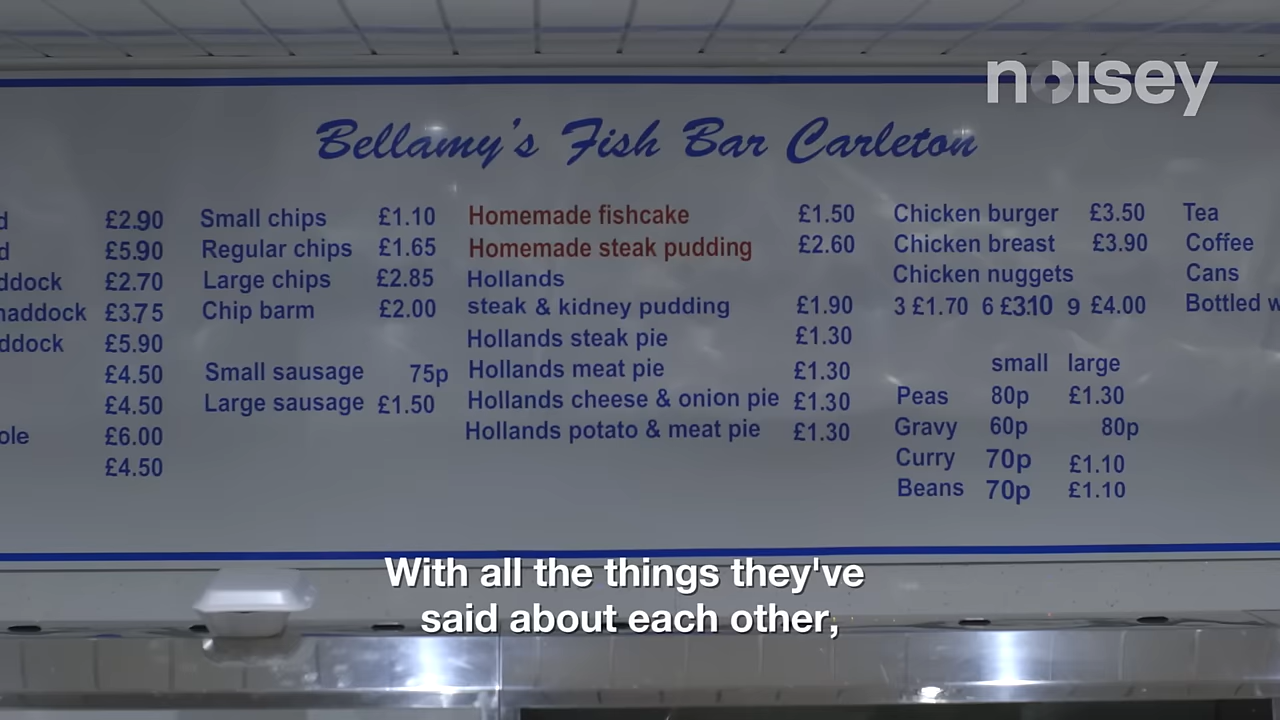 noisey
Bellamy's Fish Bar Carleton
d £2.90
d £5.90
ddock £2.70
haddock £3.75
ddock £5.90
£4.50
£4.50
ole £6.00
£4.50
Small chips £1.10
Regular chips £1.65
Large chips £2.85
Chip barm £2.00
Small sausage 75p
Large sausage £1.50
Homemade fishcake £1.50
Homemade steak pudding £2.60
Hollands
steak & kidney pudding £1.90
Hollands steak pie £1.30
Hollands meat pie £1.30
Hollands cheese & onion pie £1.30
Hollands potato & meat pie £1.30
Chicken burger £3.50
Chicken breast £3.90
Chicken nuggets
3 £1.70 6 £3.10 9 £4.00
small large
Peas 80p £1.30
Gravy 60p 80p
Curry 70p £1.10
Beans 70p £1.10
Tea
Coffee
Cans
Bottled w
With all the things they've
said about each other,